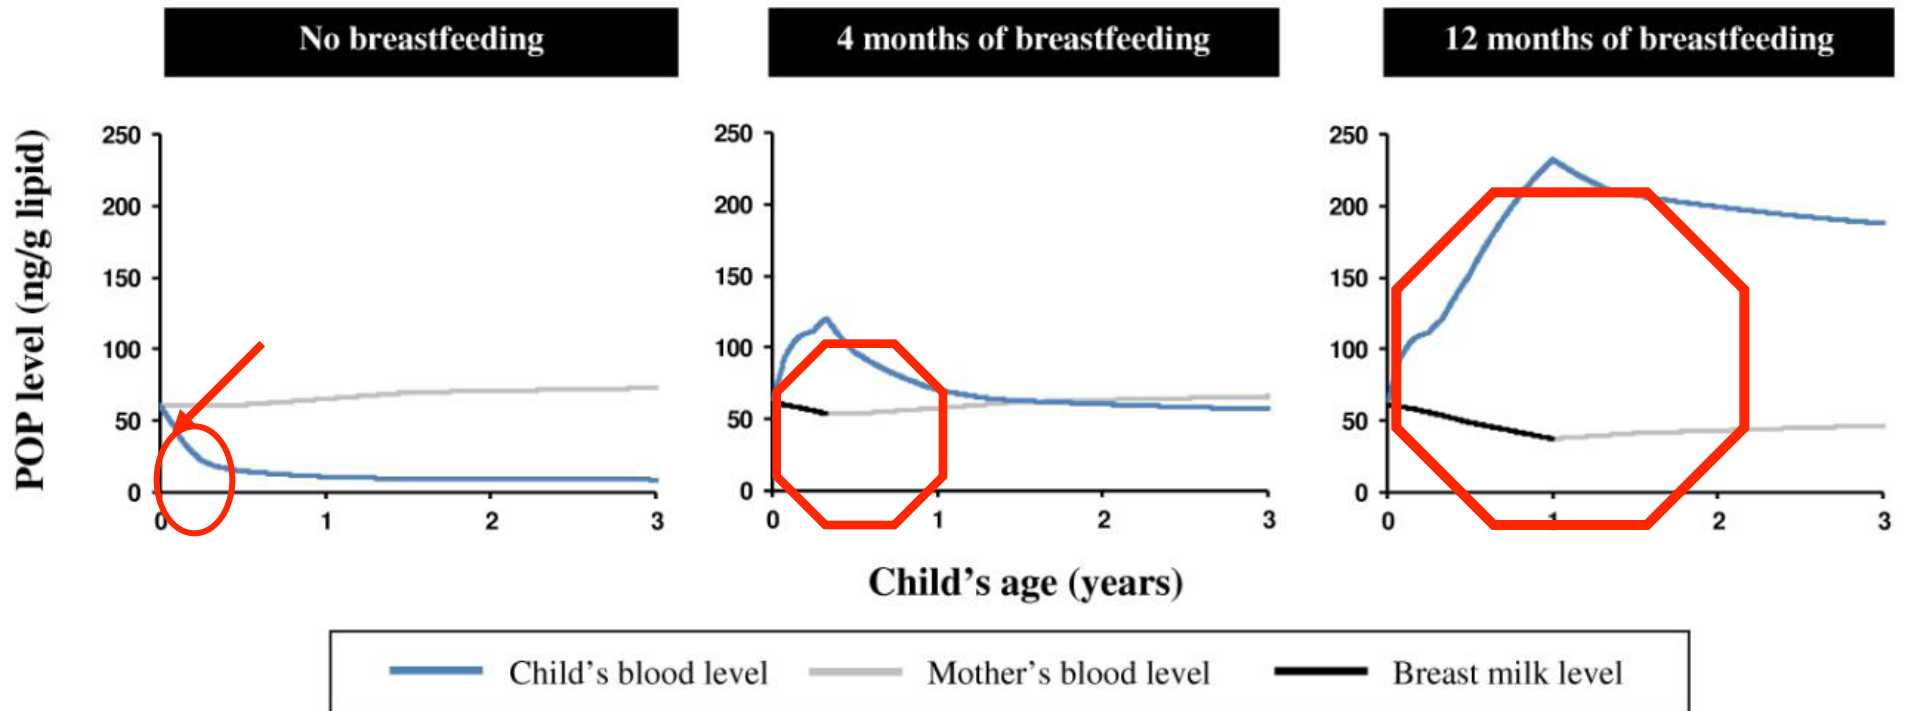 No breastfeeding
4 months of breastfeeding
12 months of breastfeeding
POP level (ng/g lipid)
250
200
150
100
50
0
0 1 2 3
250
200
150
100
50
0
0 1 2 3
250
200
150
100
50
0
0 1 2 3
Child's age (years)
Child's blood level
Mother's blood level
Breast milk level